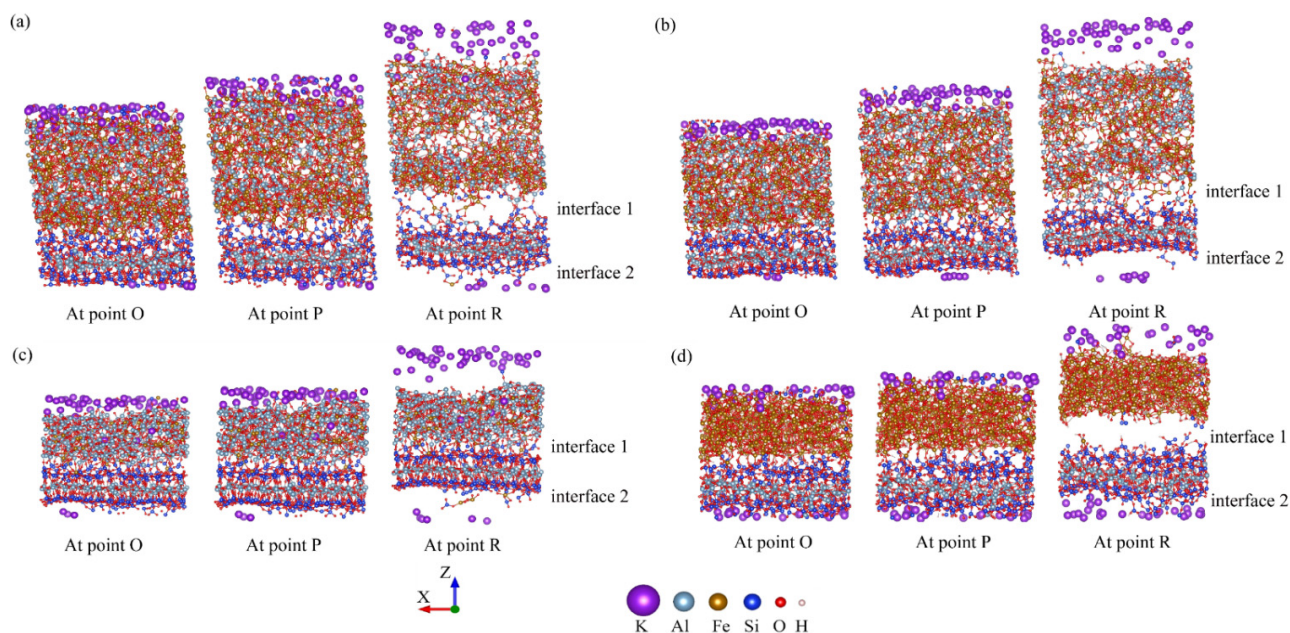 (a)
interface 1
interface 2
At point O
At point P
At point R
(b)
interface 1
interface 2
At point O
At point P
At point R
(c)
interface 1
interface 2
At point O
At point P
At point R
(d)
interface 1
interface 2
At point O
At point P
At point R
Z
X
K Al Fe Si O H